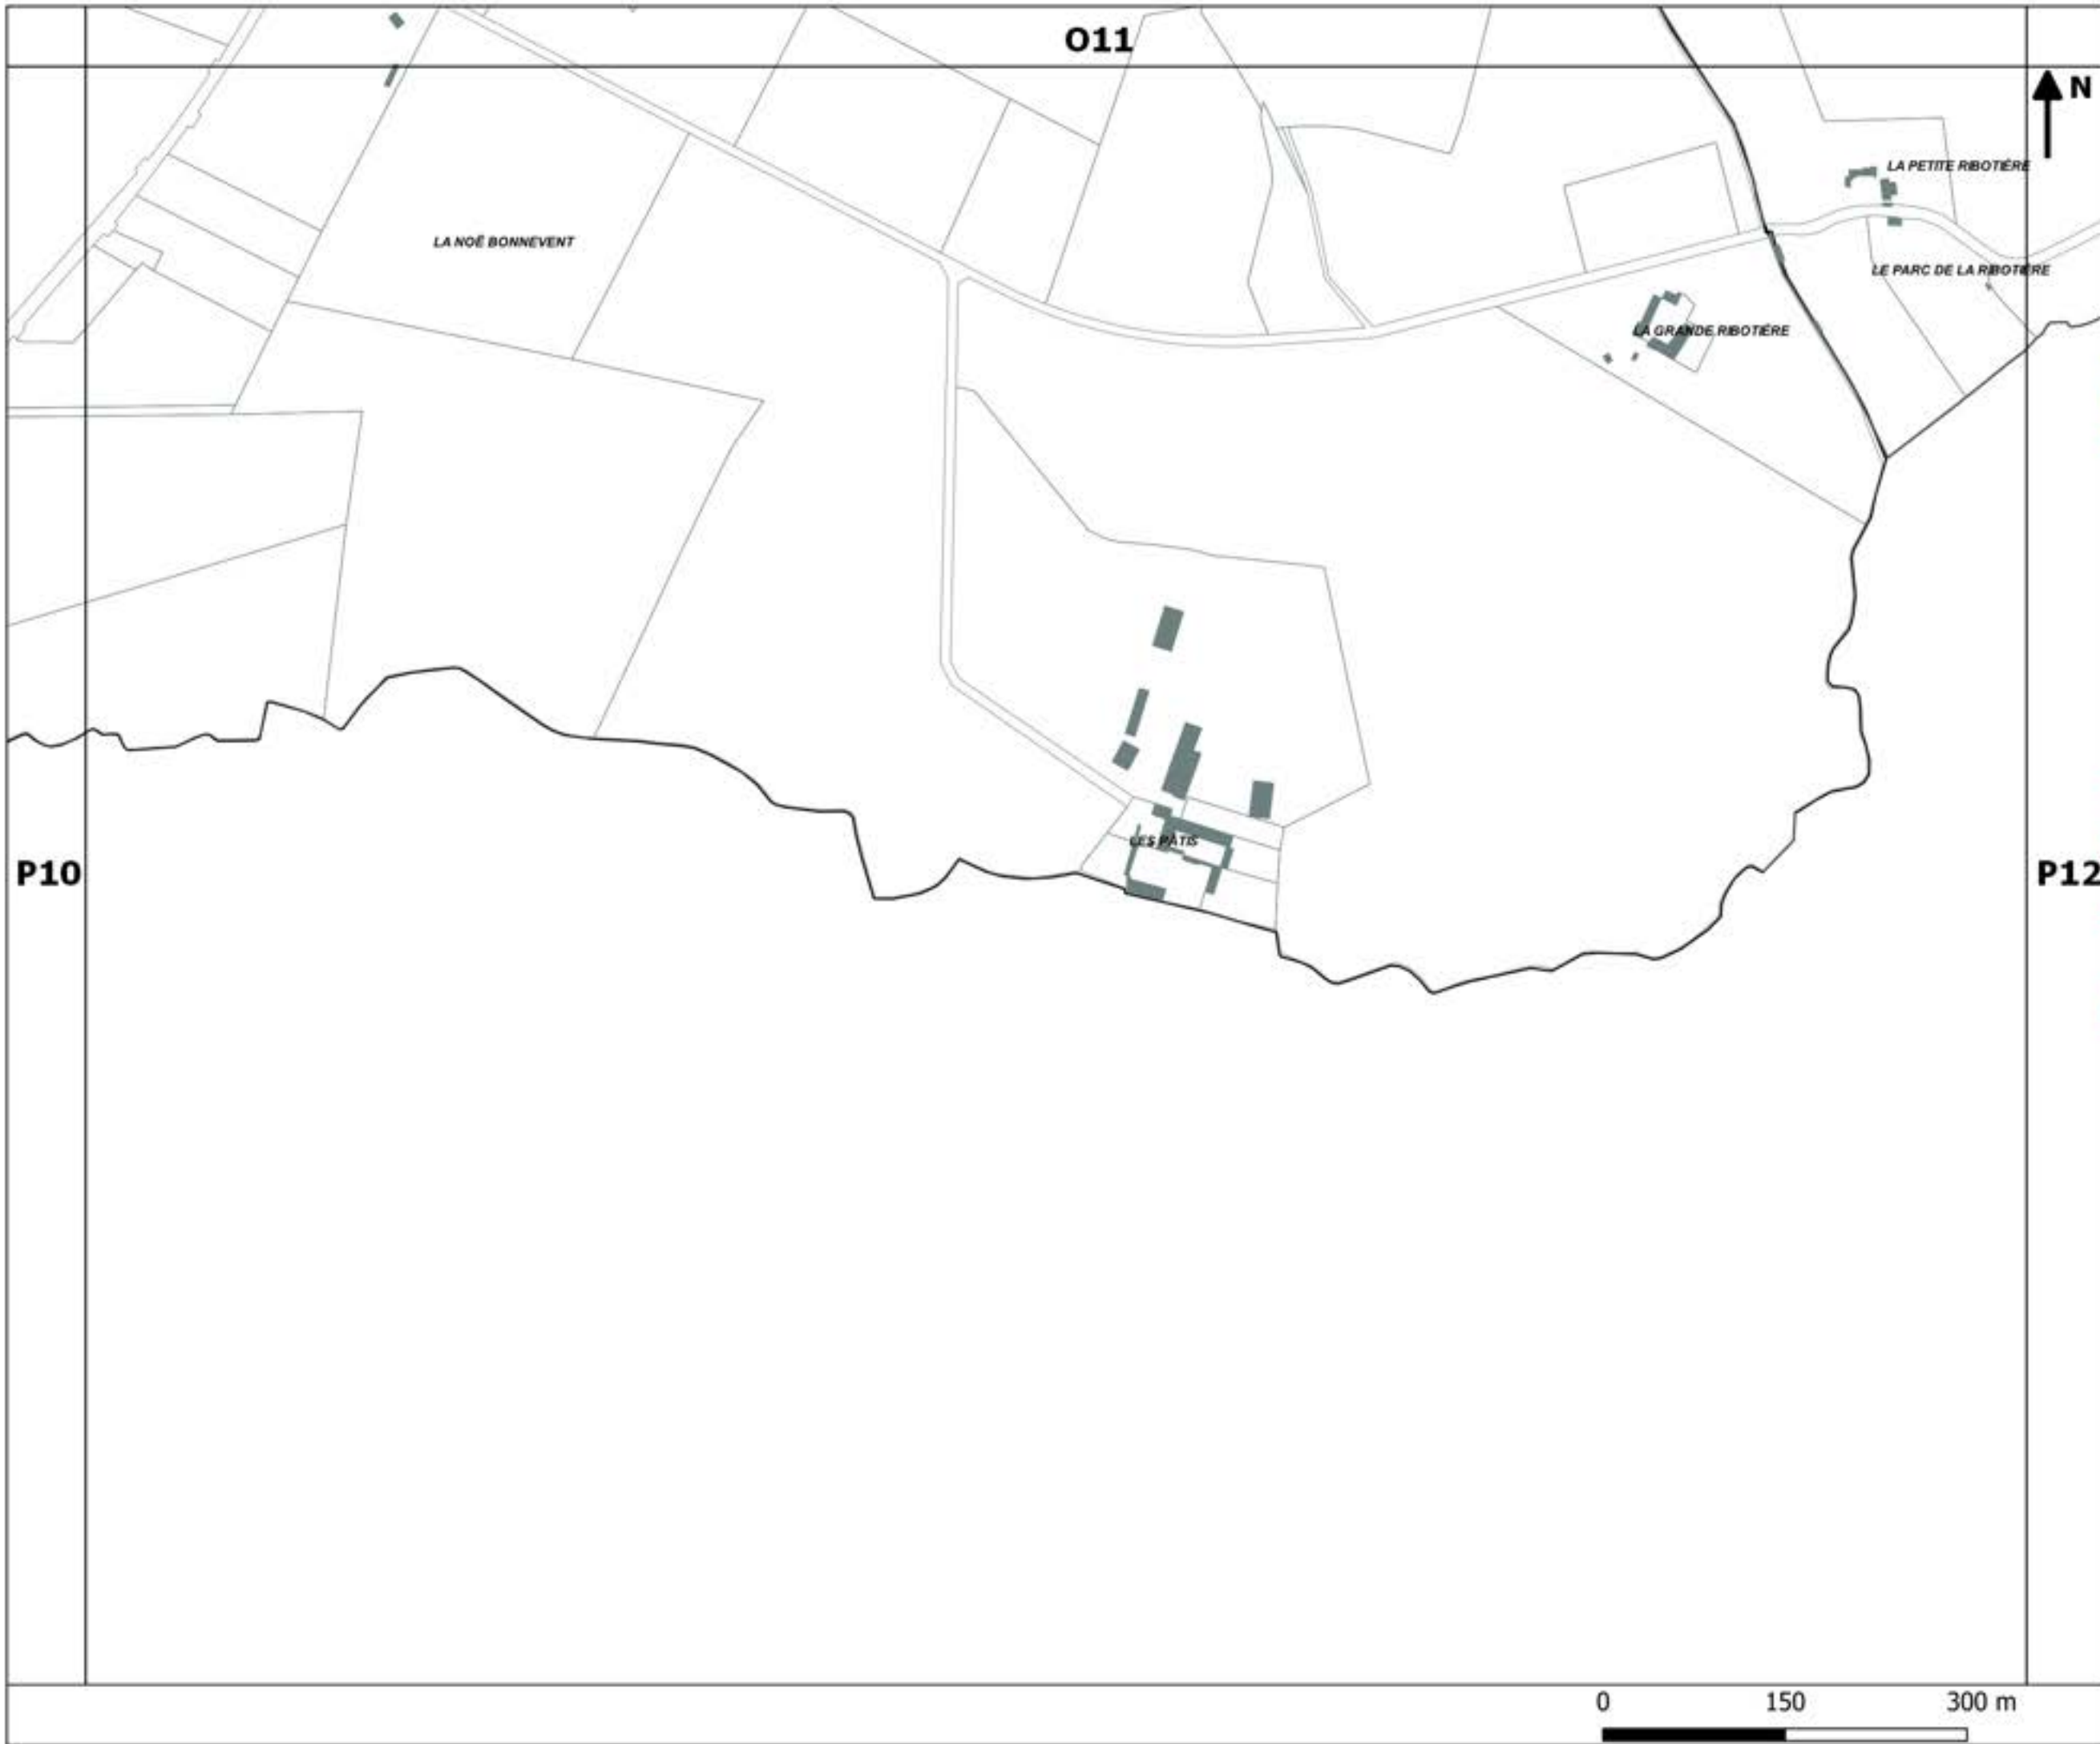 O11
N
LA PETITE RIBOTIÈRE
LA NOË BONNEVENT
LE PARC DE LA RIBOTIÈRE
LA GRANDE RIBOTIÈRE
LES PÂTIS
P10
P12
0 150 300 m